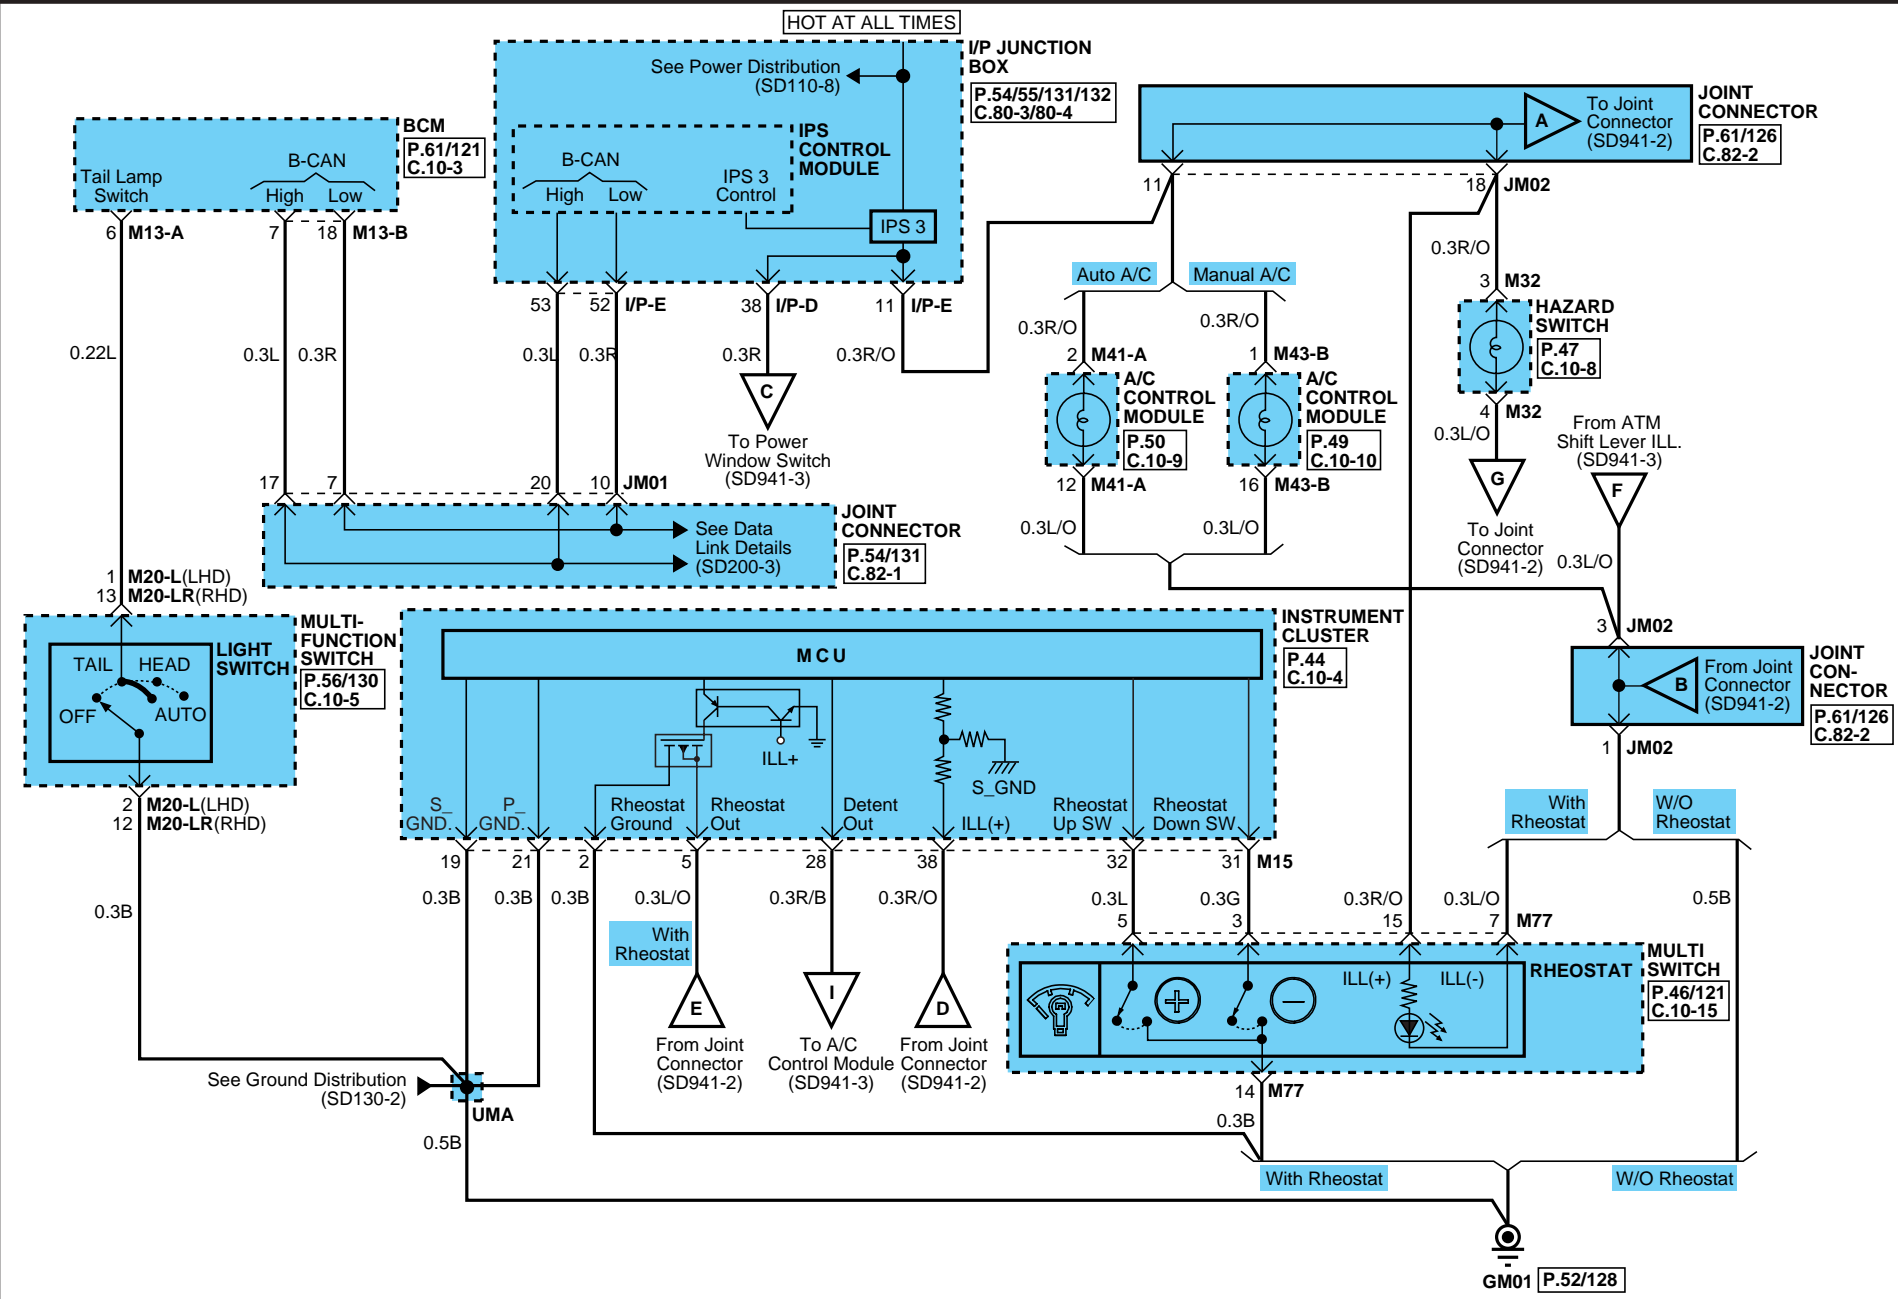 HOT AT ALL TIMES
I/P JUNCTION
BOX
P.54/55/131/132
C.80-3/80-4
See Power Distribution
(SD110-8)
IPS
CONTROL
MODULE
B-CAN
High
Low
IPS 3
Control
IPS 3
53
52
I/P-E
38
I/P-D
11
I/P-E
0.3L
0.3R
0.3R
0.3R/O
C
To Power
Window Switch
(SD941-3)
BCM
P.61/121
C.10-3
Tail Lamp
Switch
B-CAN
High
Low
6
M13-A
7
18
M13-B
0.22L
0.3L
0.3R
17
7
20
10
JM01
JOINT
CONNECTOR
P.54/131
C.82-1
See Data
Link Details
(SD200-3)
JOINT
CONNECTOR
P.61/126
C.82-2
A
To Joint
Connector
(SD941-2)
11
18
JM02
0.3R/O
3
M32
HAZARD
SWITCH
P.47
C.10-8
4
M32
0.3L/O
G
To Joint
Connector
(SD941-2)
Auto A/C
Manual A/C
0.3R/O
0.3R/O
2
M41-A
1
M43-B
A/C
CONTROL
MODULE
P.50
C.10-9
A/C
CONTROL
MODULE
P.49
C.10-10
12
M41-A
16
M43-B
0.3L/O
0.3L/O
From ATM
Shift Lever ILL.
(SD941-3)
F
0.3L/O
3
JM02
JOINT
CON-
NECTOR
P.61/126
C.82-2
B
From Joint
Connector
(SD941-2)
1
JM02
With
Rheostat
W/O
Rheostat
1
M20-L(LHD)
13
M20-LR(RHD)
MULTI-
FUNCTION
SWITCH
P.56/130
C.10-5
LIGHT
SWITCH
TAIL
HEAD
OFF
AUTO
2
M20-L(LHD)
12
M20-LR(RHD)
0.3B
INSTRUMENT
CLUSTER
P.44
C.10-4
MCU
ILL+
S_GND
S_
GND.
P_
GND.
Rheostat
Ground
Rheostat
Out
Detent
Out
ILL(+)
Rheostat
Up SW
Rheostat
Down SW
19
21
2
5
28
38
32
31
M15
0.3B
0.3B
0.3B
0.3L/O
0.3R/B
0.3R/O
0.3L
0.3G
0.3R/O
0.3L/O
0.5B
With
Rheostat
E
From Joint
Connector
(SD941-2)
I
To A/C
Control Module
(SD941-3)
D
From Joint
Connector
(SD941-2)
5
3
15
7
M77
MULTI
SWITCH
P.46/121
C.10-15
RHEOSTAT
ILL(+)
ILL(-)
14
M77
0.3B
See Ground Distribution
(SD130-2)
UMA
0.5B
With Rheostat
W/O Rheostat
GM01
P.52/128